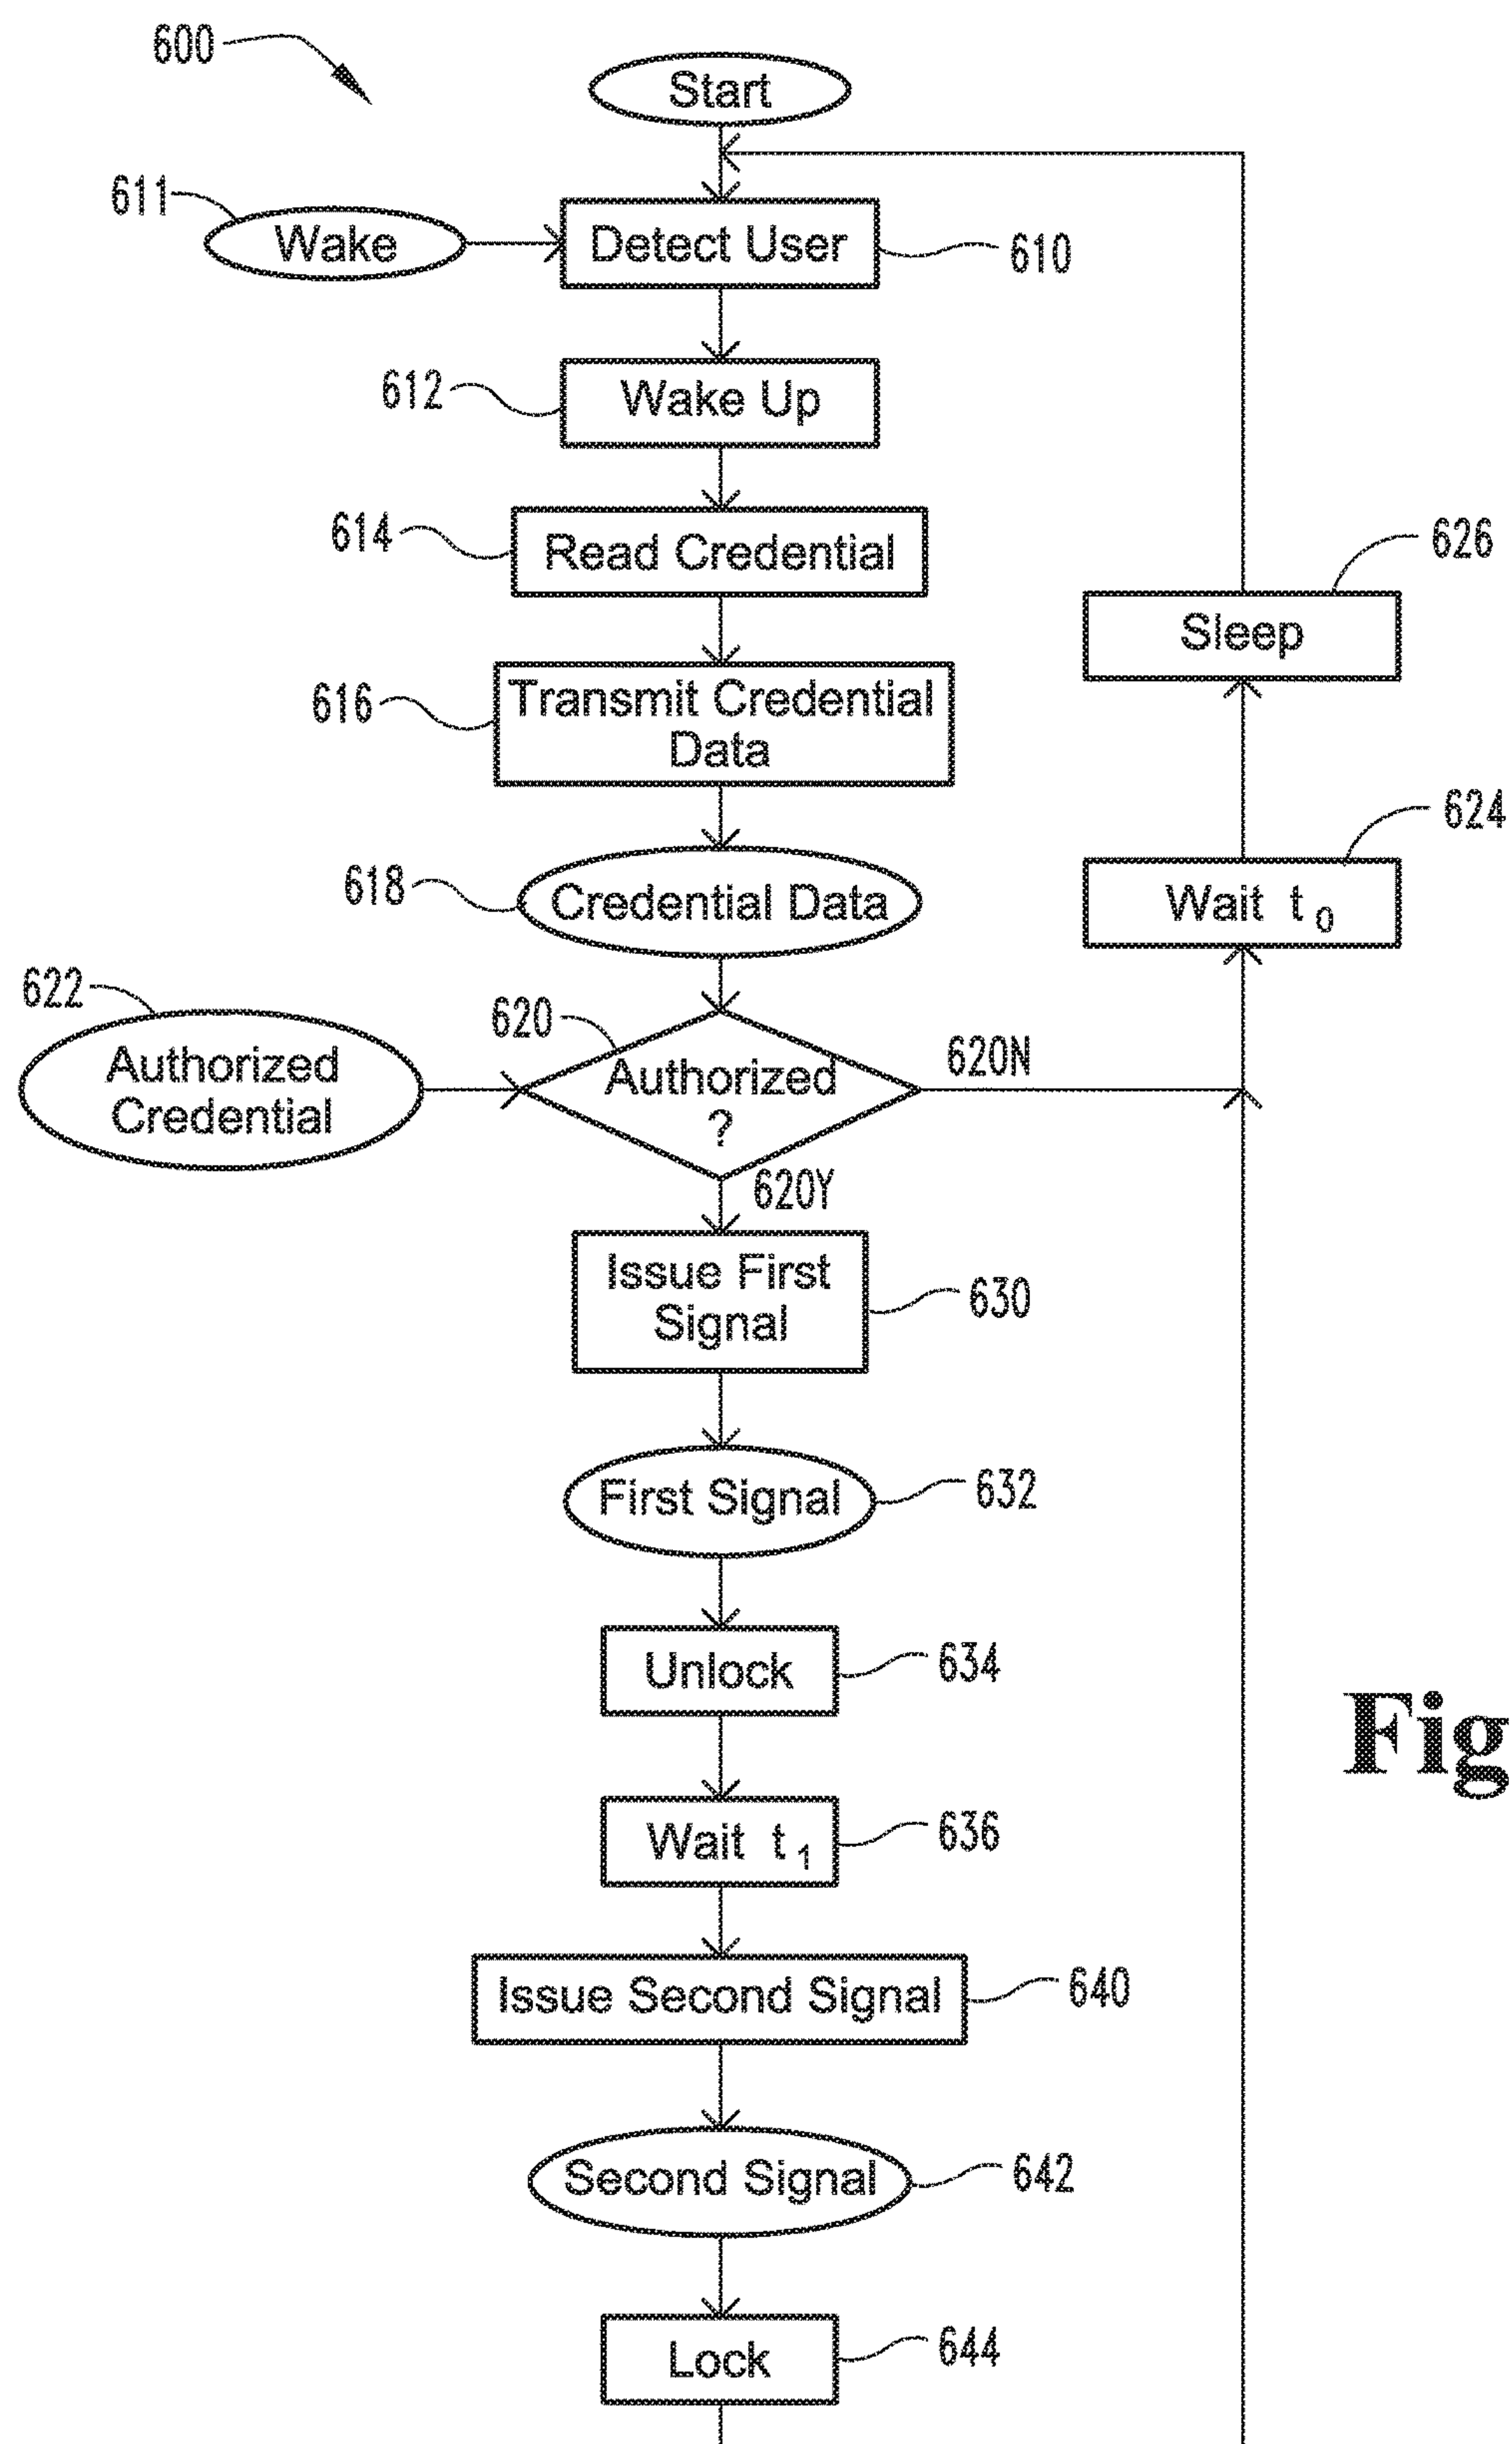 600
Start
611
Wake
Detect User
610
612
Wake Up
614
Read Credential
626
Sleep
616
Transmit Credential
Data
624
Wait t0
618
Credential Data
622
Authorized
Credential
620
Authorized
?
620N
620Y
Issue First
Signal
630
First Signal
632
Unlock
634
Fig
Wait t1
636
Issue Second Signal
640
Second Signal
642
Lock
644